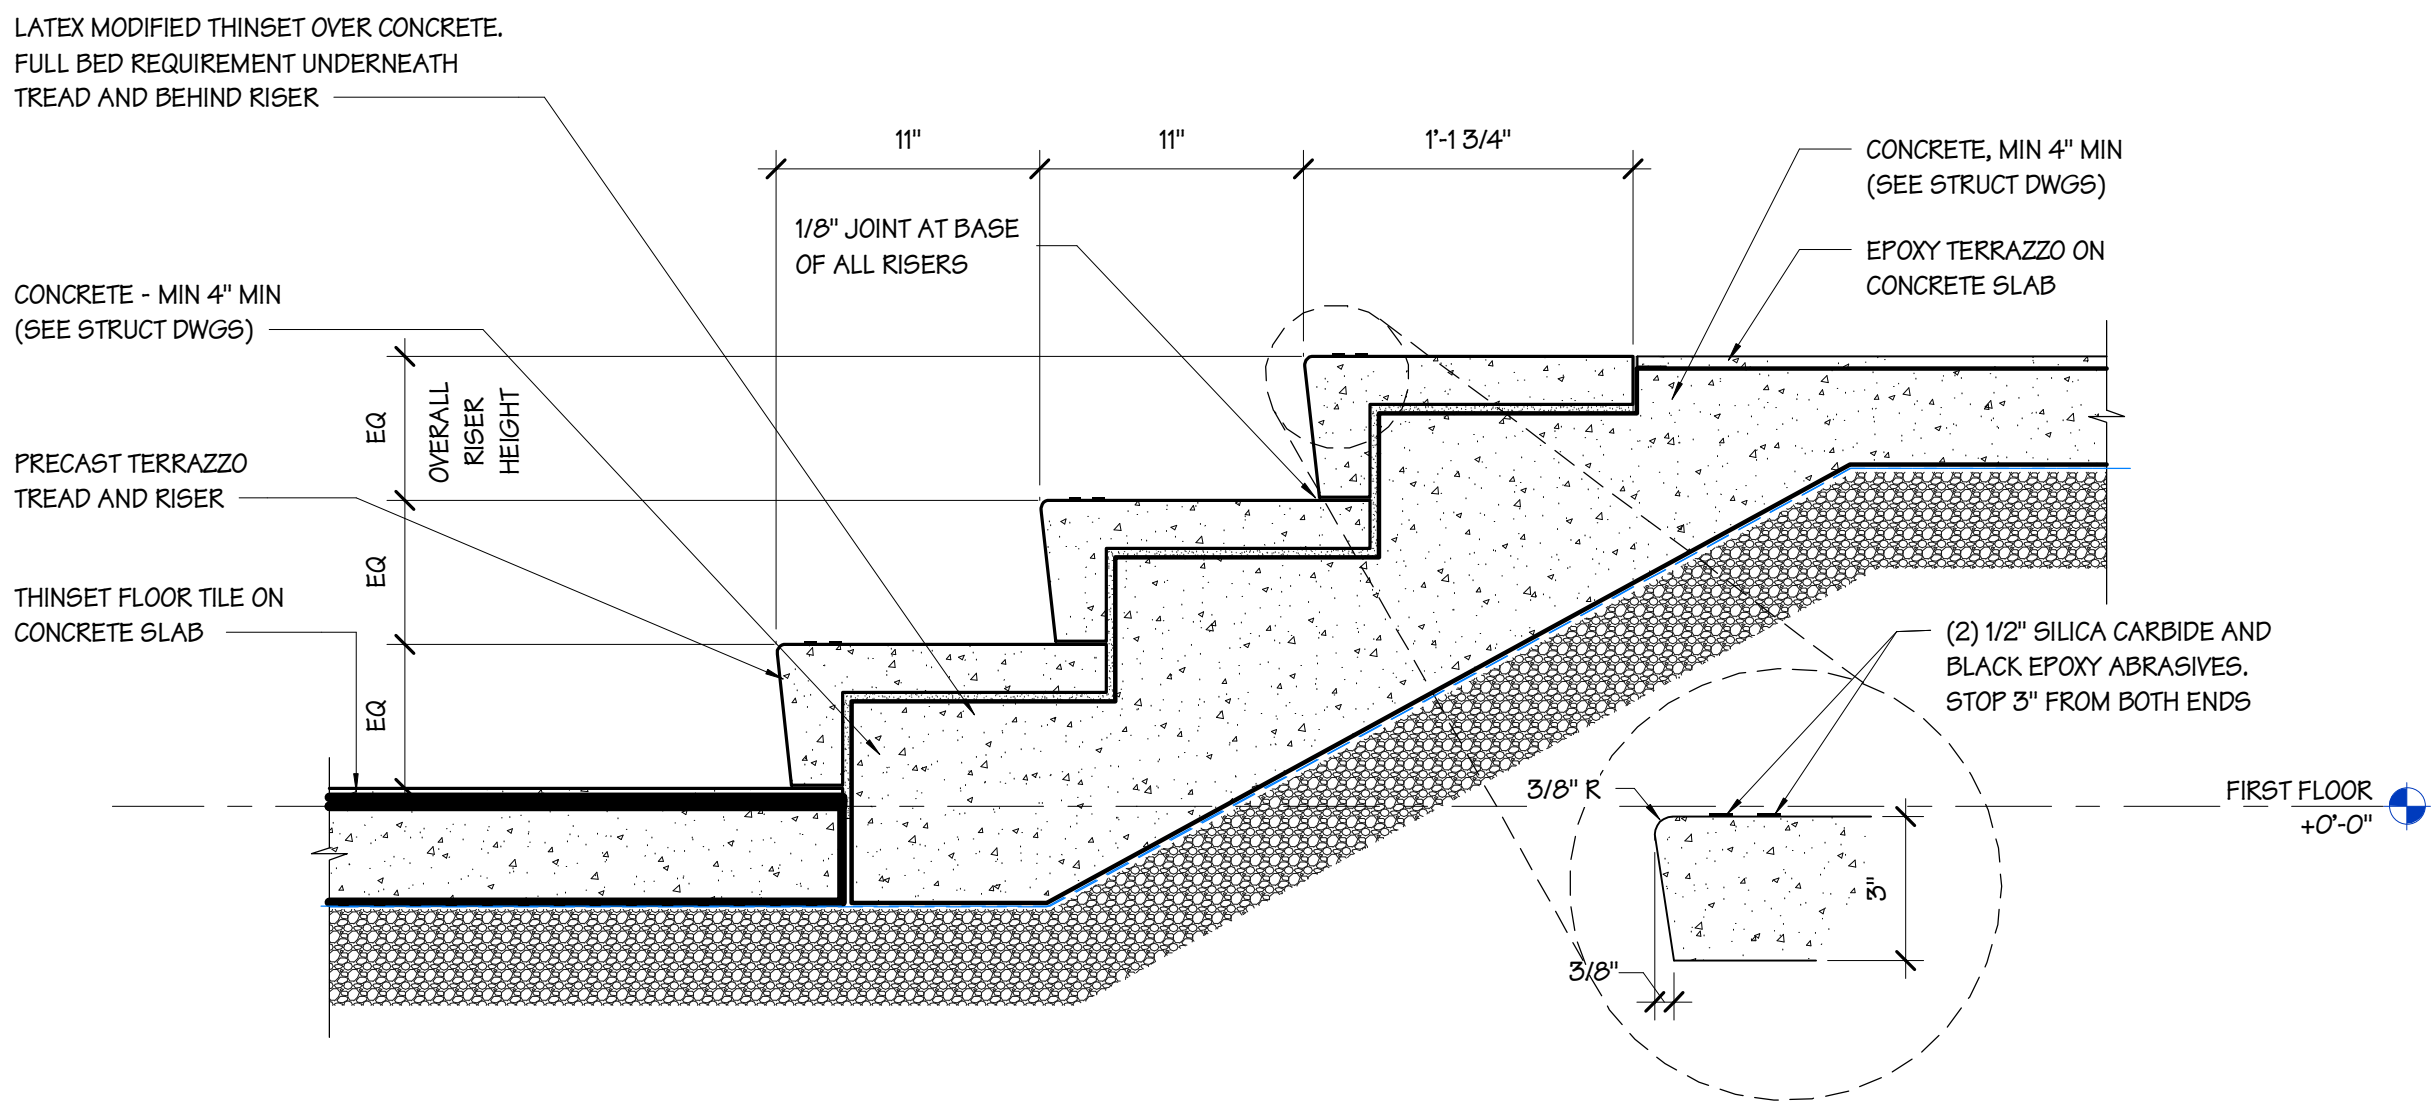 LATEX MODIFIED THINSET OVER CONCRETE.
FULL BED REQUIREMENT UNDERNEATH
TREAD AND BEHIND RISER
11"
11"
1'-1 3/4"
CONCRETE, MIN 4" MIN
(SEE STRUCT DWGS)
1/8" JOINT AT BASE
OF ALL RISERS
EPOXY TERRAZZO ON
CONCRETE SLAB
CONCRETE - MIN 4" MIN
(SEE STRUCT DWGS)
EQ
OVERALL
RISER
HEIGHT
PRECAST TERRAZZO
TREAD AND RISER
EQ
THINSET FLOOR TILE ON
CONCRETE SLAB
EQ
(2) 1/2" SILICA CARBIDE AND
BLACK EPOXY ABRASIVES.
STOP 3" FROM BOTH ENDS
3/8" R
FIRST FLOOR
+0'-0"
3"
3/8"